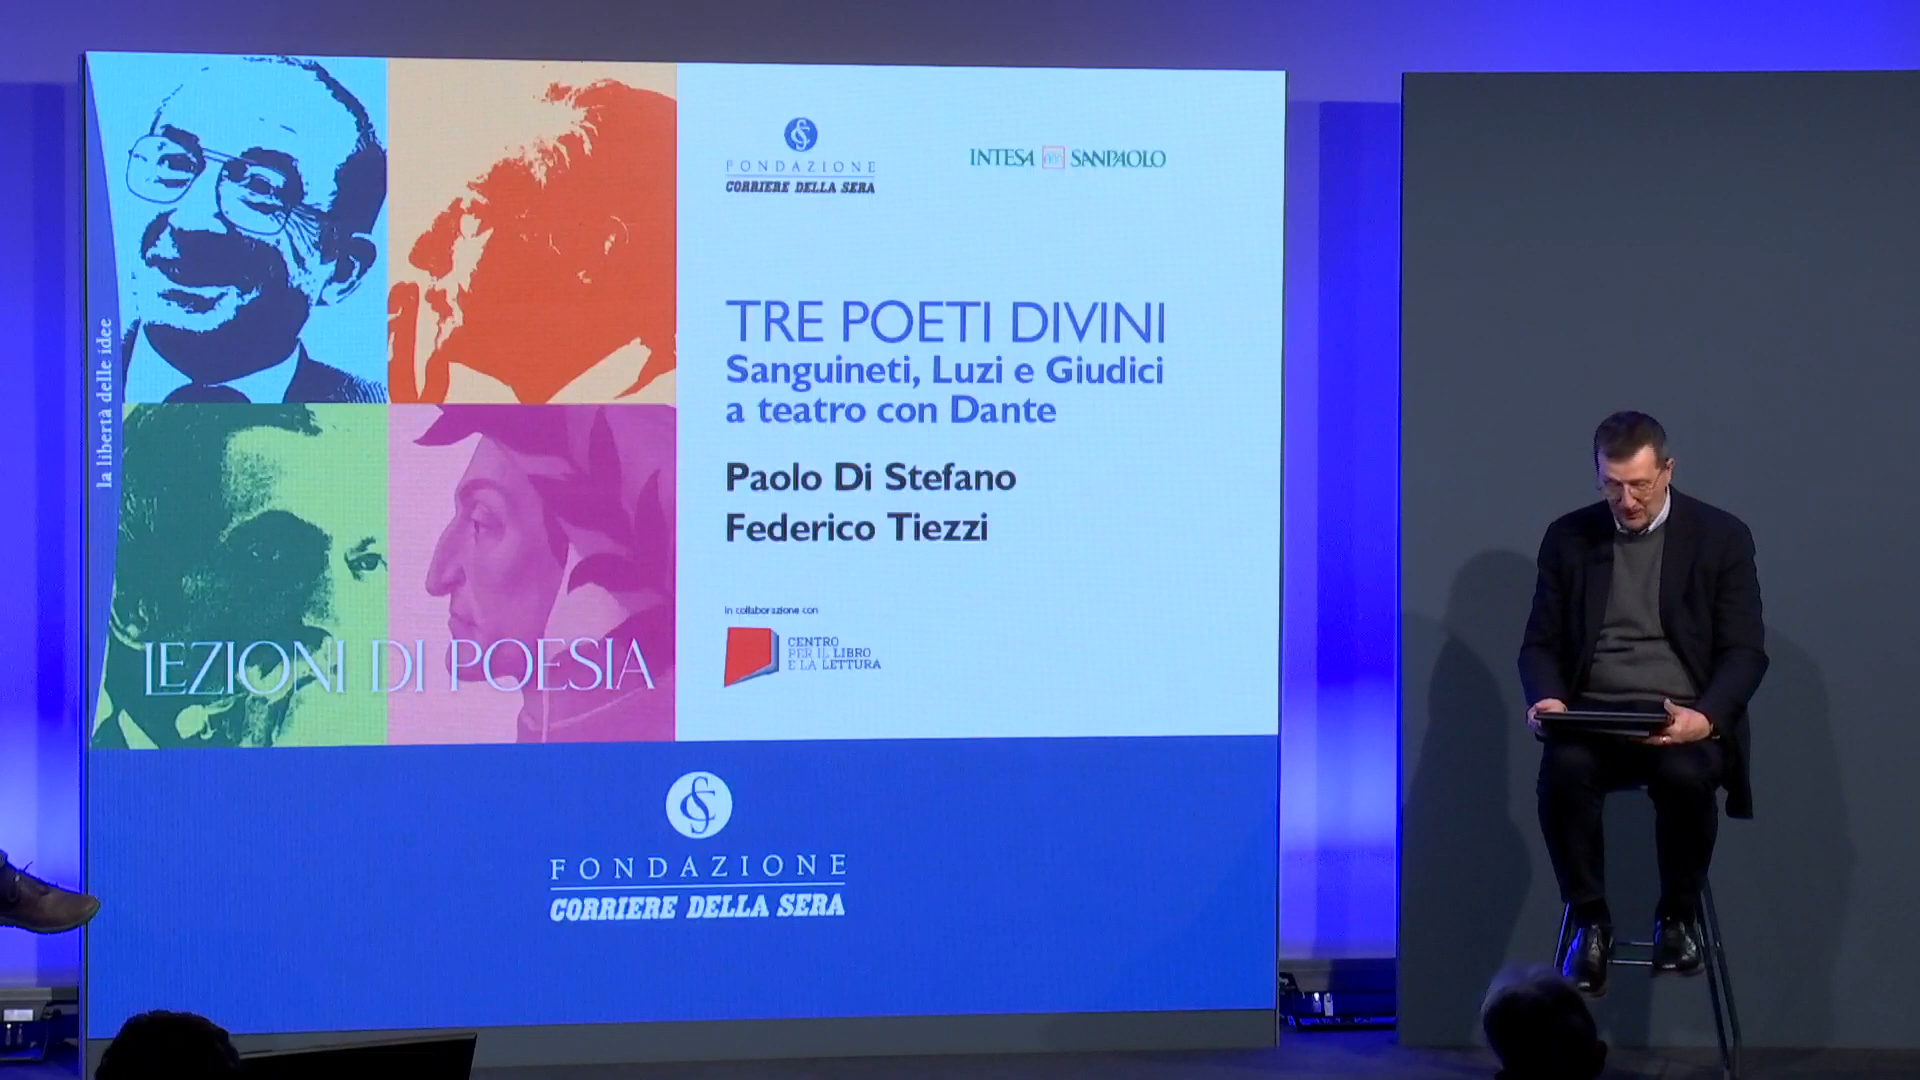 la libertà delle idee
LEZIONI DI POESIA
FONDAZIONE
CORRIERE DELLA SERA
INTESA SANPAOLO
TRE POETI DIVINI
Sanguineti, Luzi e Giudici
a teatro con Dante
Paolo Di Stefano
Federico Tiezzi
In collaborazione con
CENTRO
PER IL LIBRO
E LA LETTURA
FONDAZIONE
CORRIERE DELLA SERA